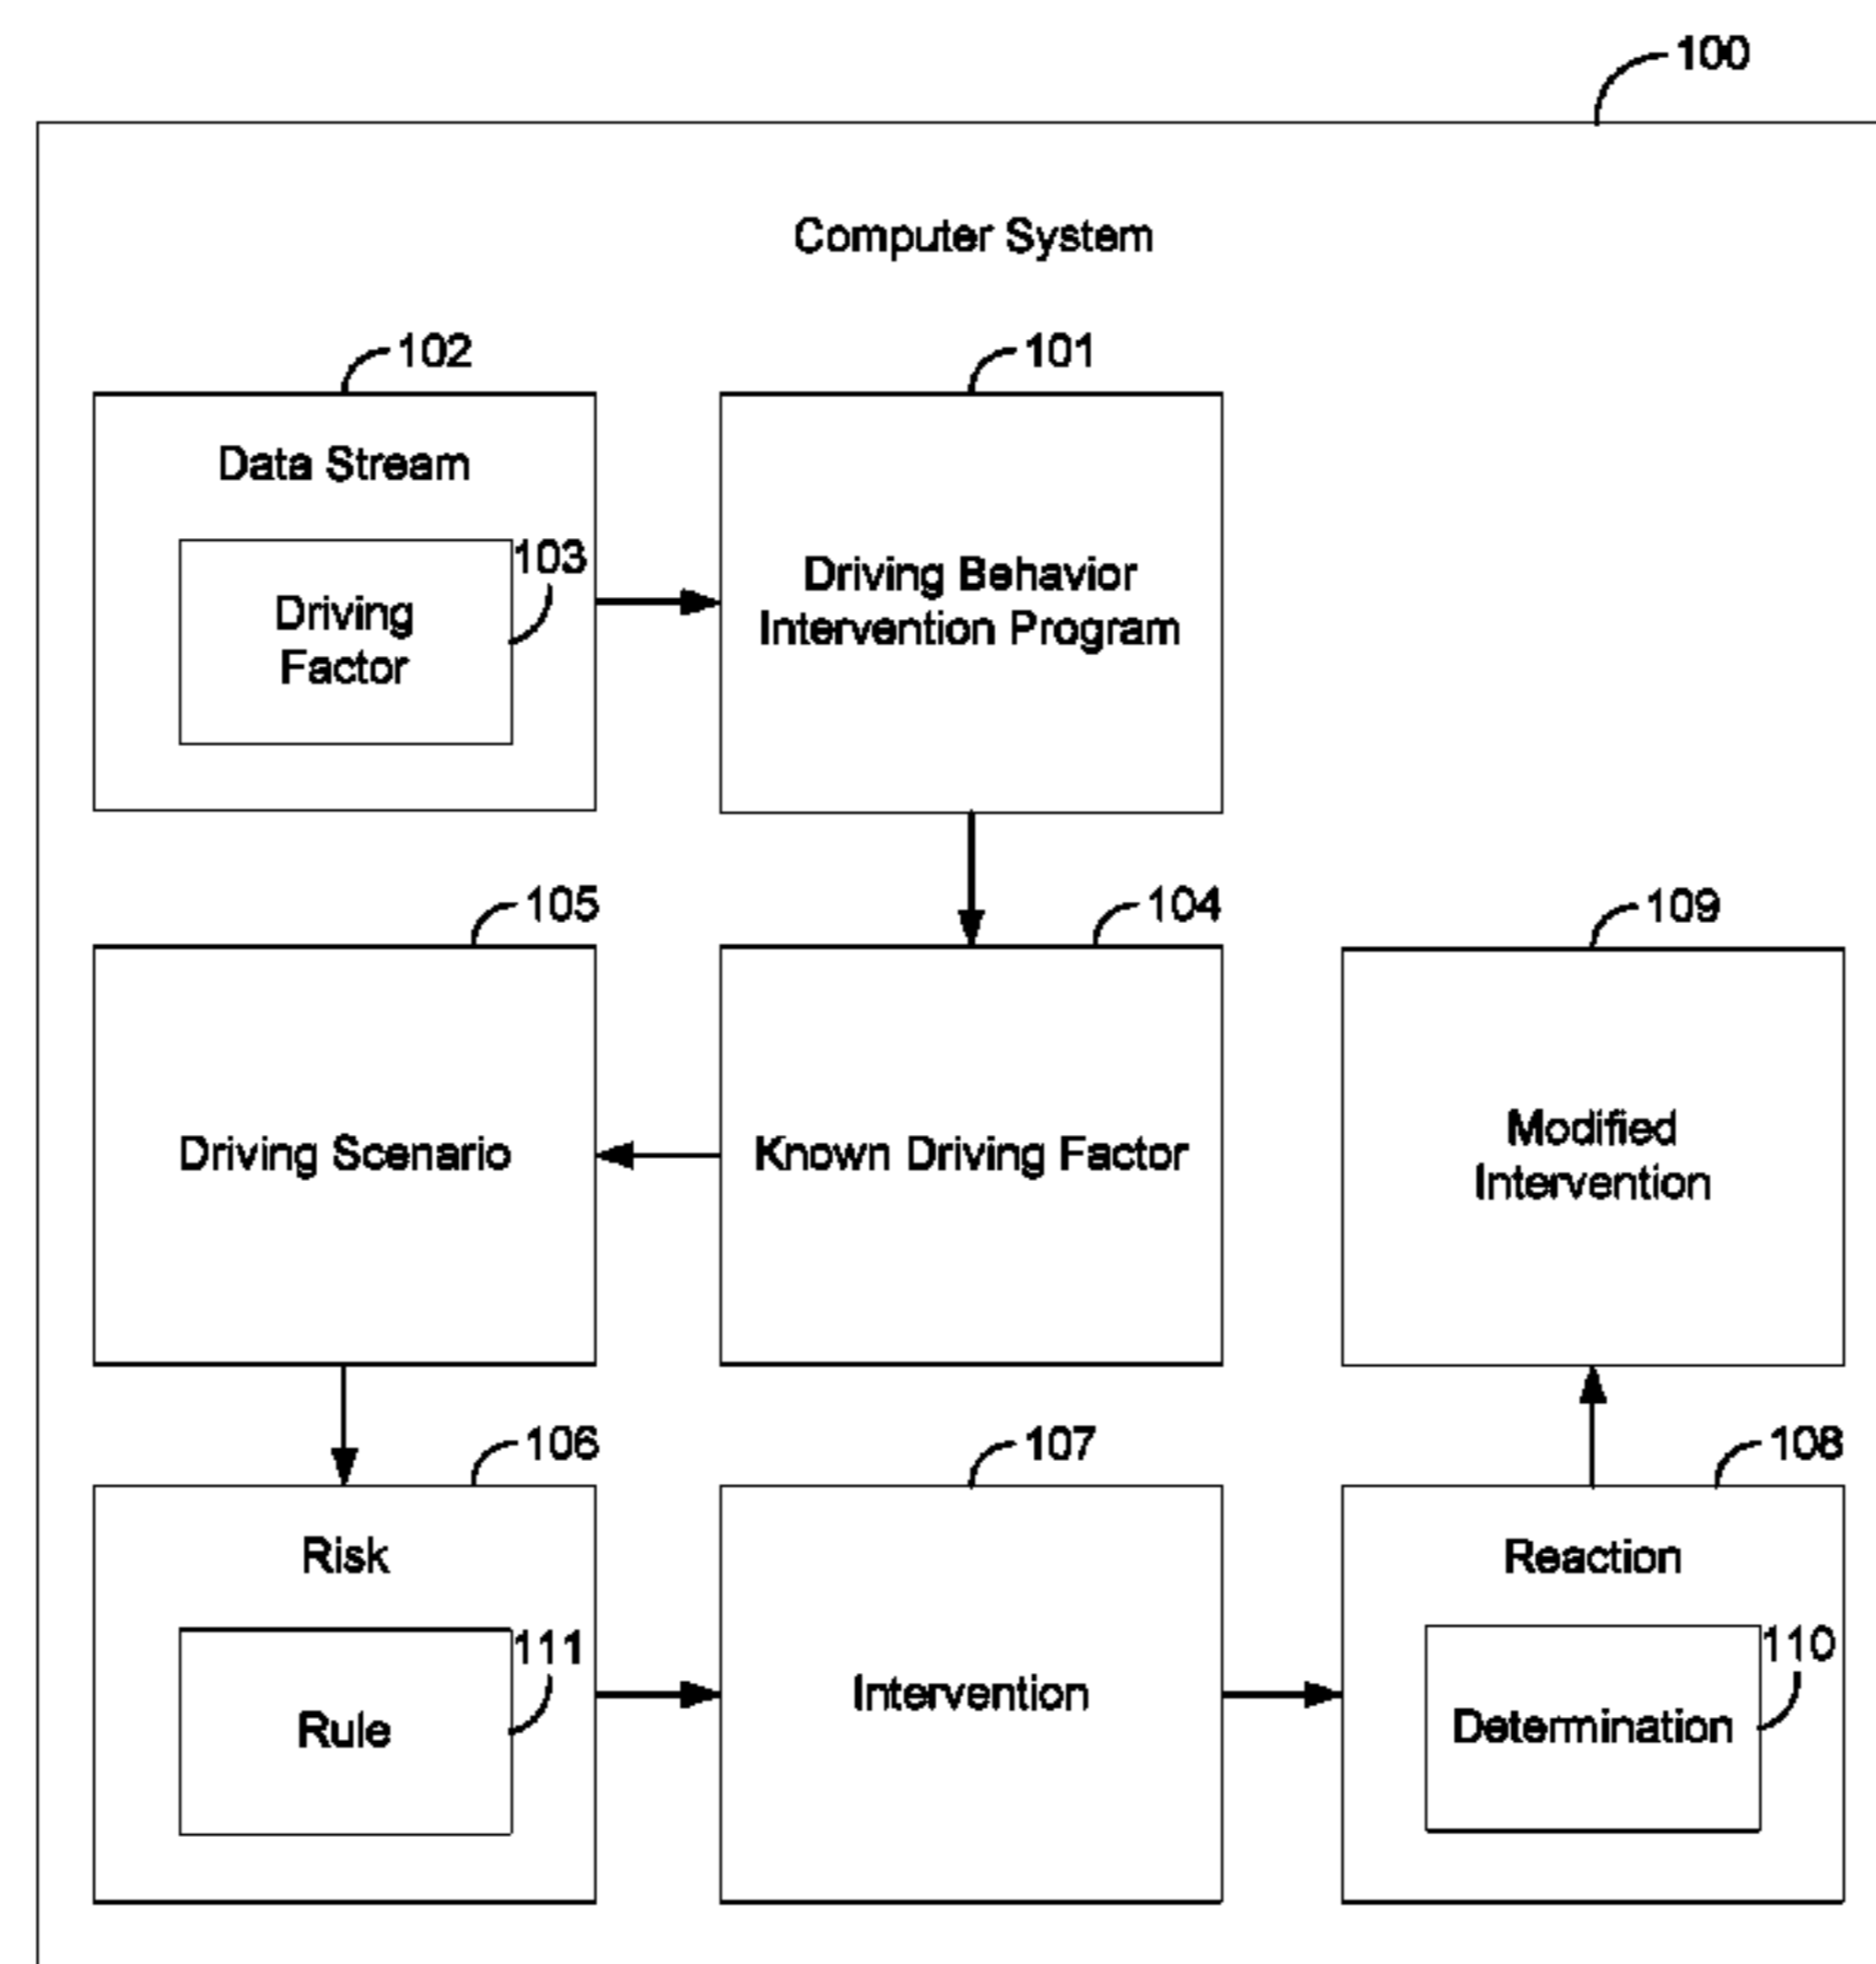 100
Computer System
102
101
Data Stream
103
Driving
Factor
Driving Behavior
Intervention Program
105
104
109
Driving Scenario
Known Driving Factor
Modified
Intervention
106
107
108
Risk
111
Rule
Intervention
Reaction
110
Determination